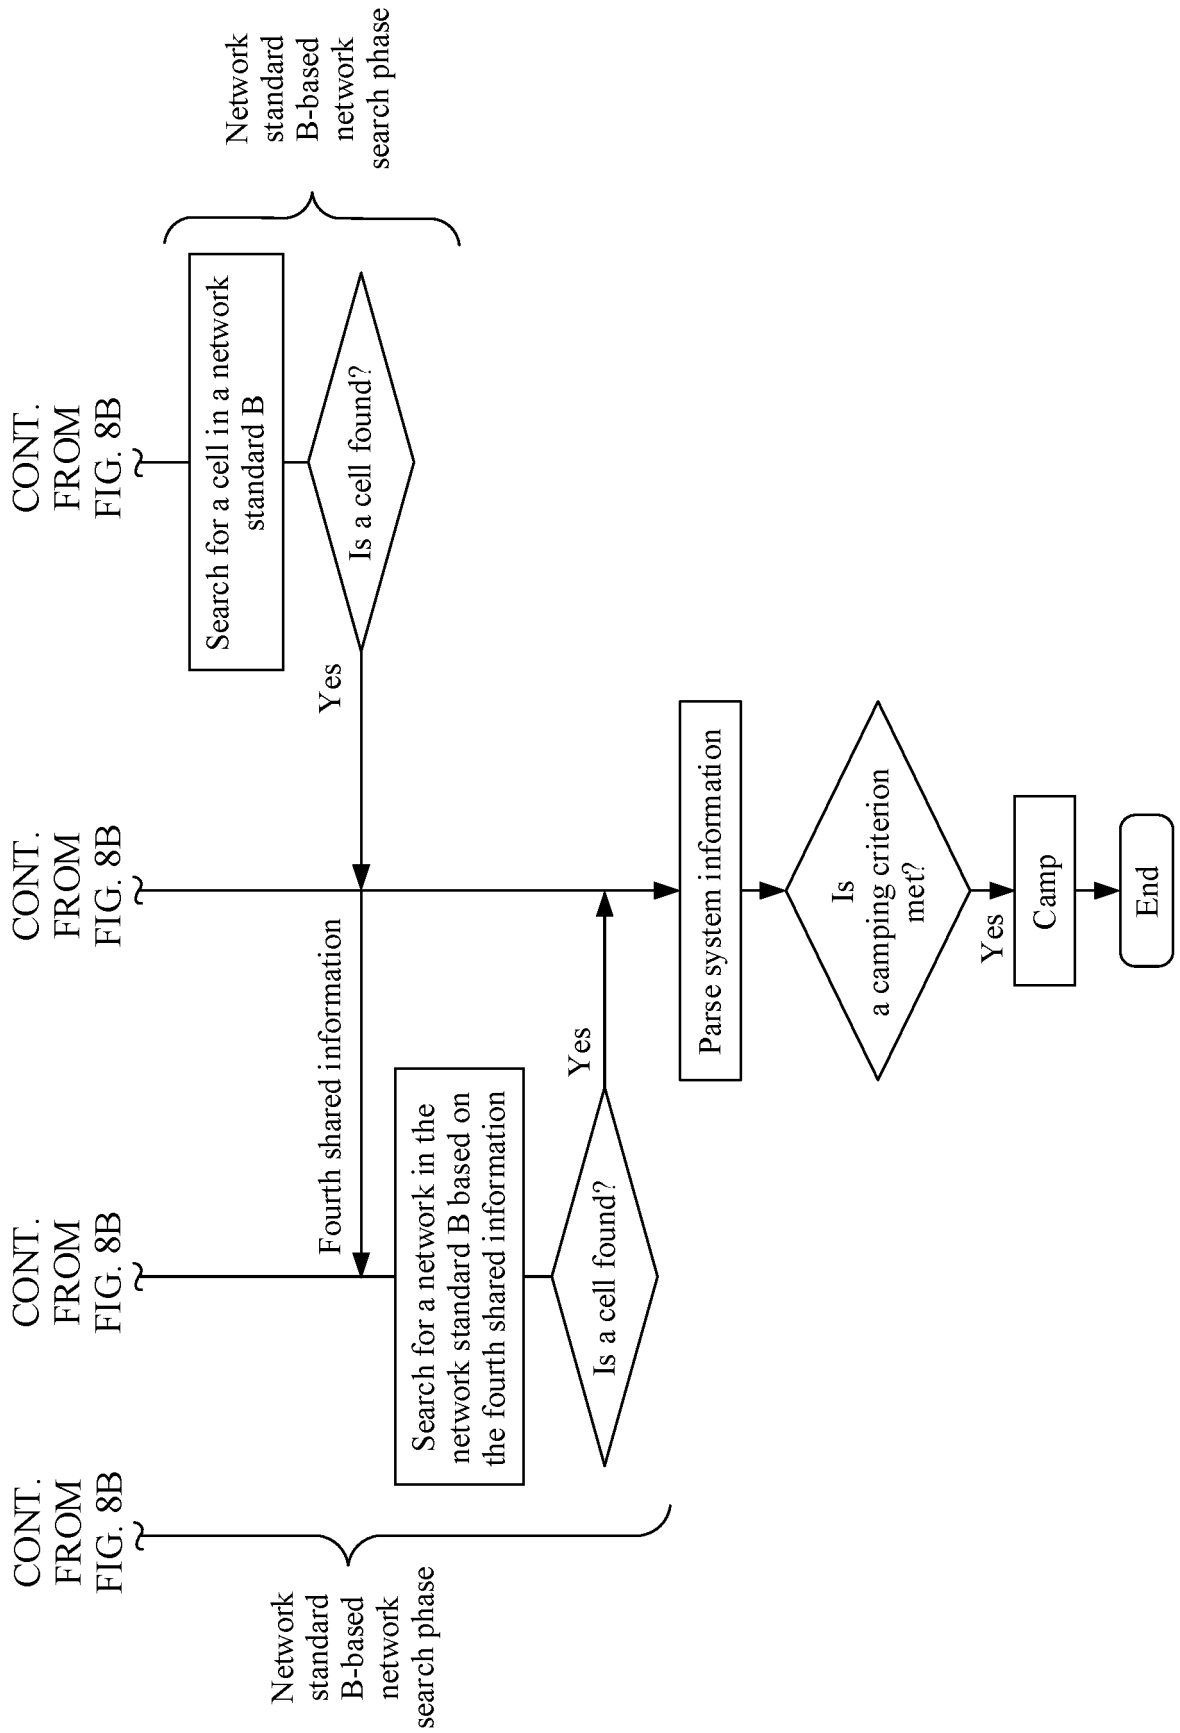 CONT.
FROM
FIG. 8B
CONT.
FROM
FIG. 8B
CONT.
FROM
FIG. 8B
CONT.
FROM
FIG. 8B
Network
standard
B-based
network
search phase
Search for a cell in a network
standard B
Is a cell found?
Yes
Network
standard
B-based
network
search phase
Fourth shared information
Search for a network in the
network standard B based on
the fourth shared information
Is a cell found?
Yes
Parse system information
Is
a camping criterion
met?
Yes
Camp
End